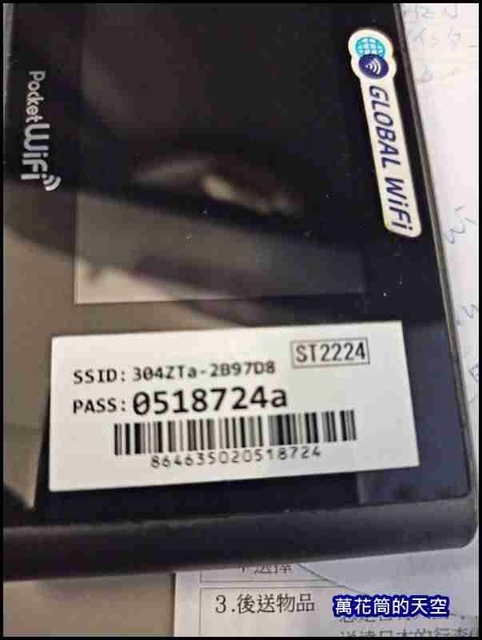 Pocket WiFi
GLOBAL WiFi
ST2224
SSID: 304ZTa-2B97D8
PASS: 0518724a
864635020518724
3.後送物品
萬花筒的天空